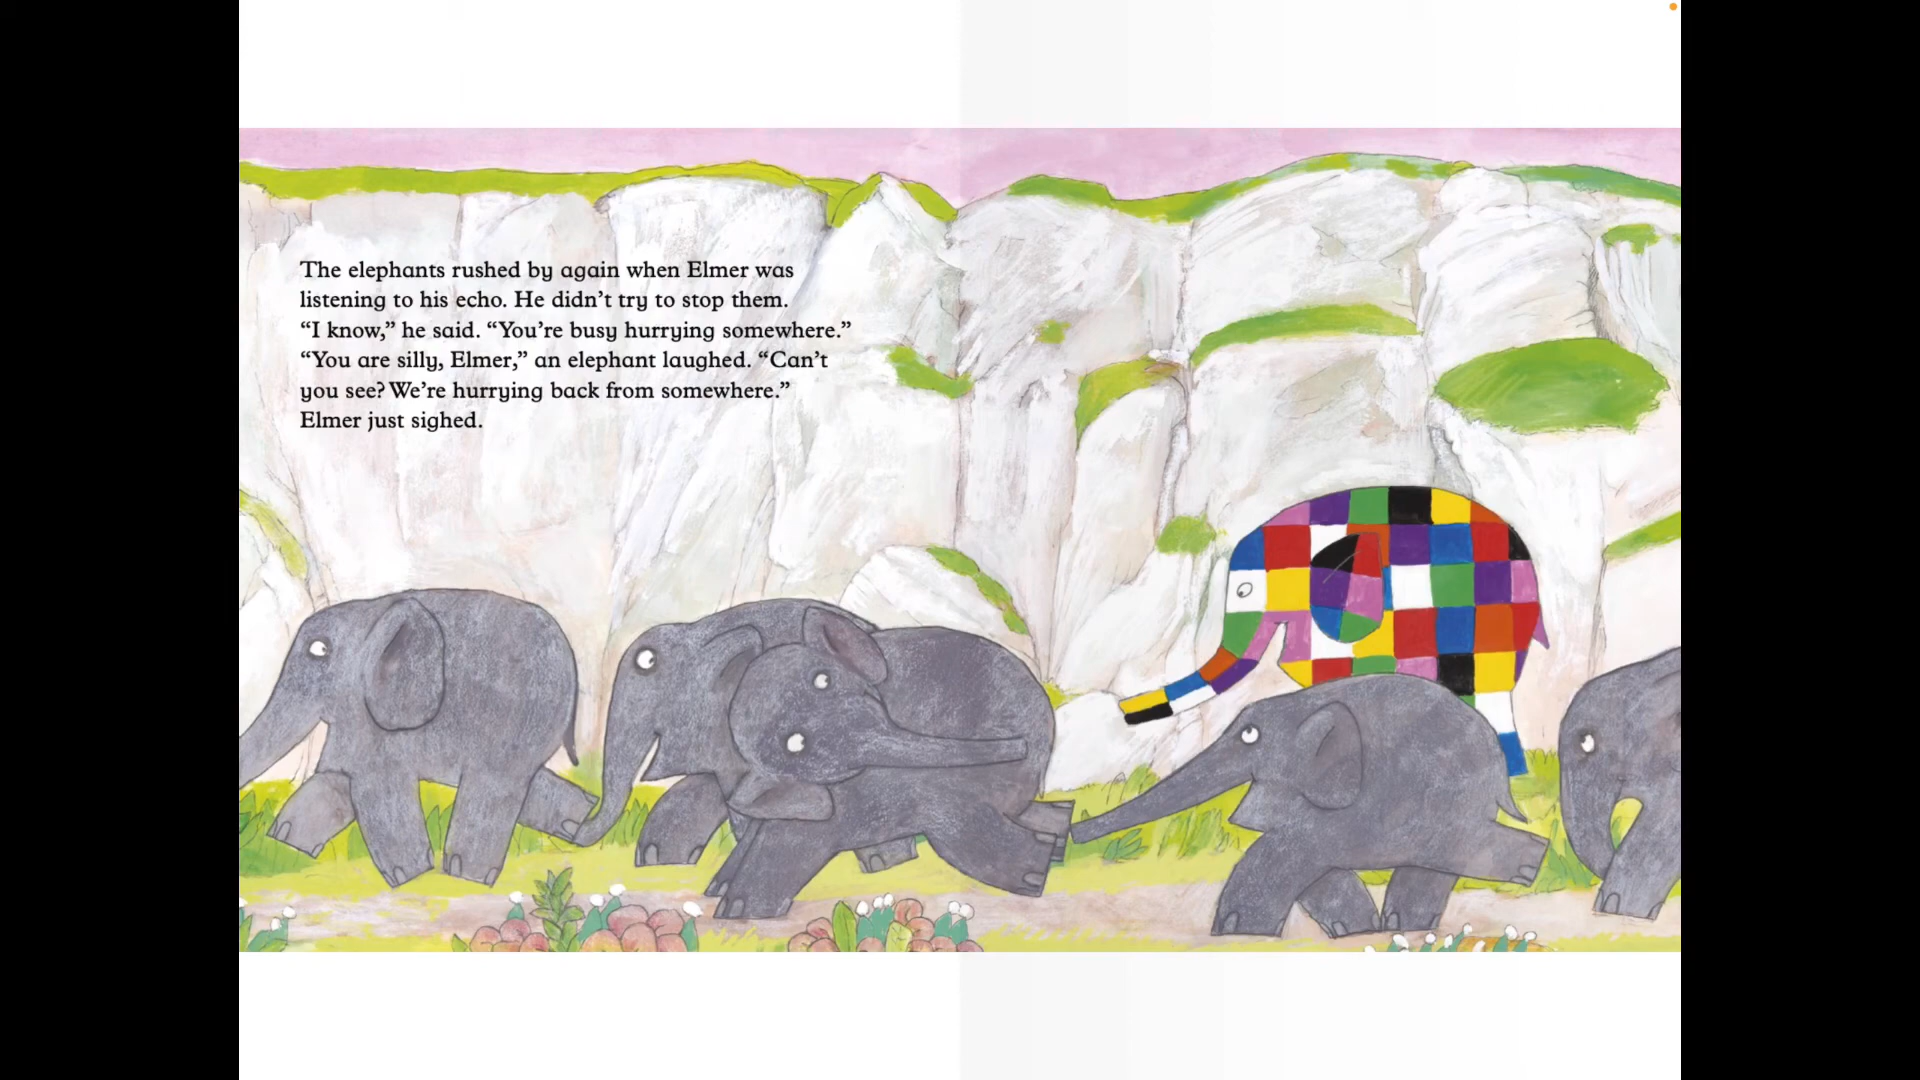 The elephants rushed by again when Elmer was
listening to his echo. He didn’t try to stop them.
“I know,” he said. “You’re busy hurrying somewhere.”
“You are silly, Elmer,” an elephant laughed. “Can’t
you see? We’re hurrying back from somewhere.”
Elmer just sighed.